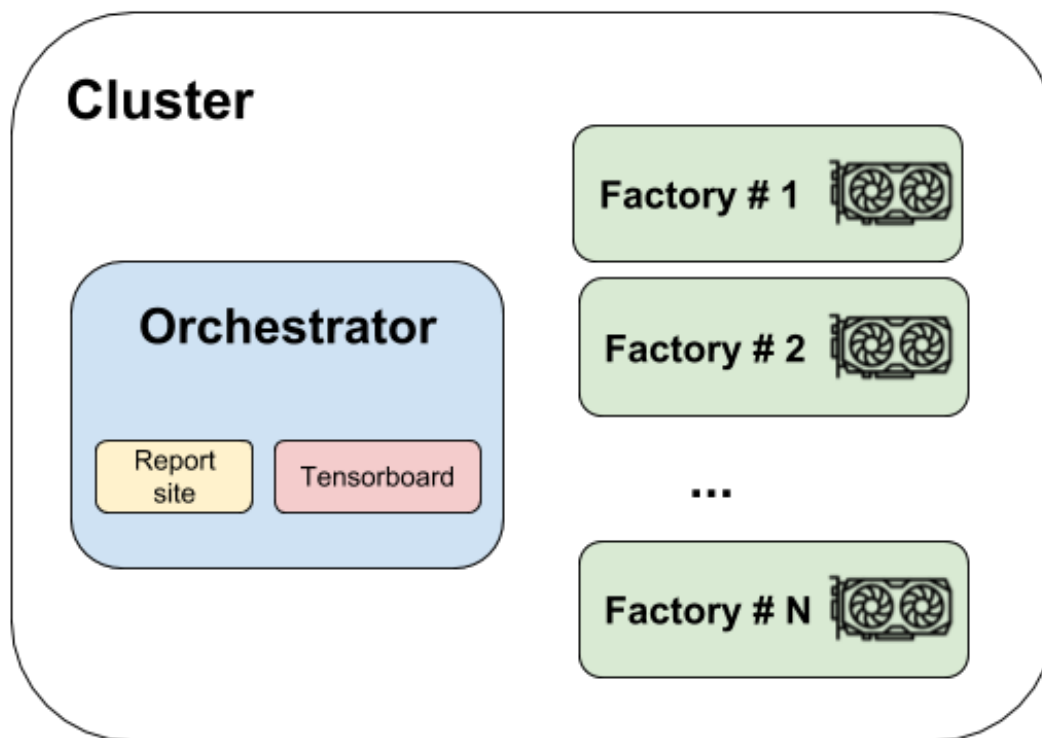 Cluster
Orchestrator
Report
site
Tensorboard
Factory # 1
Factory # 2
...
Factory # N